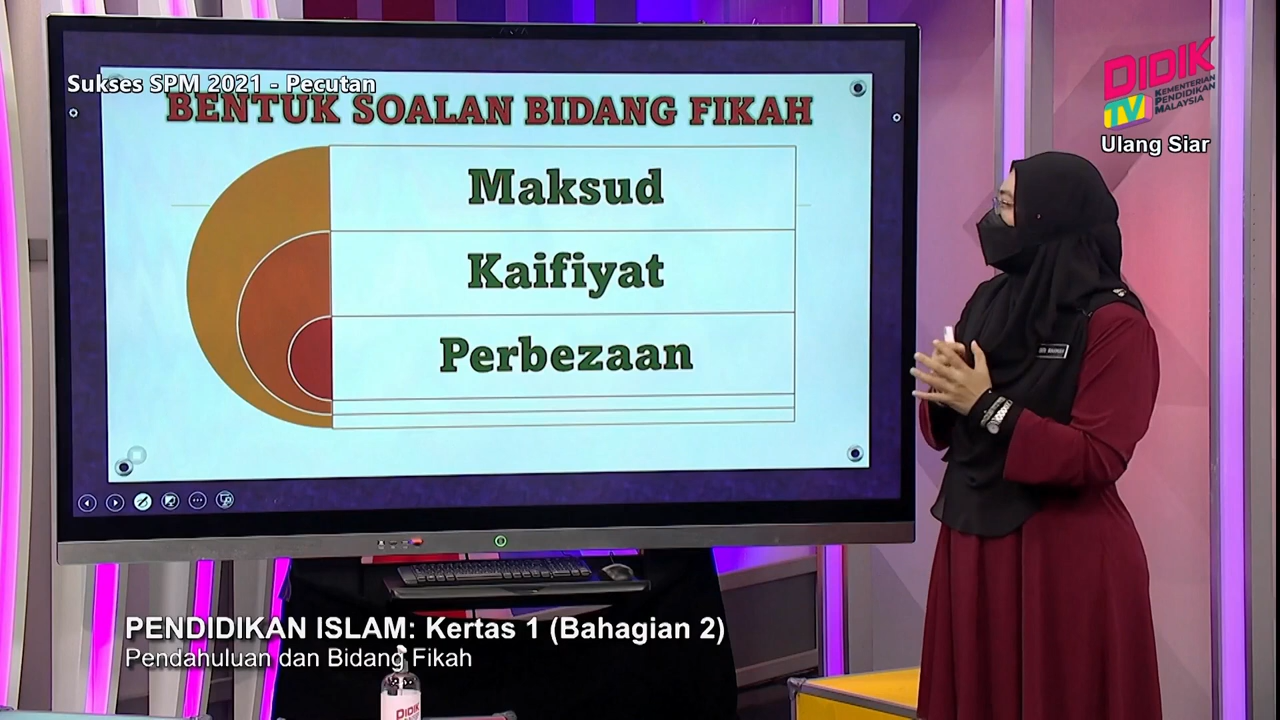 Sukses SPM 2021 - Pecutan
BENTUK SOALAN BIDANG FIKAH
Maksud
Kaifiyat
Perbezaan
DIDIK
TV
KEMENTERIAN
PENDIDIKAN
MALAYSIA
Ulang Siar
PENDIDIKAN ISLAM: Kertas 1 (Bahagian 2)
Pendahuluan dan Bidang Fikah
DIDIK